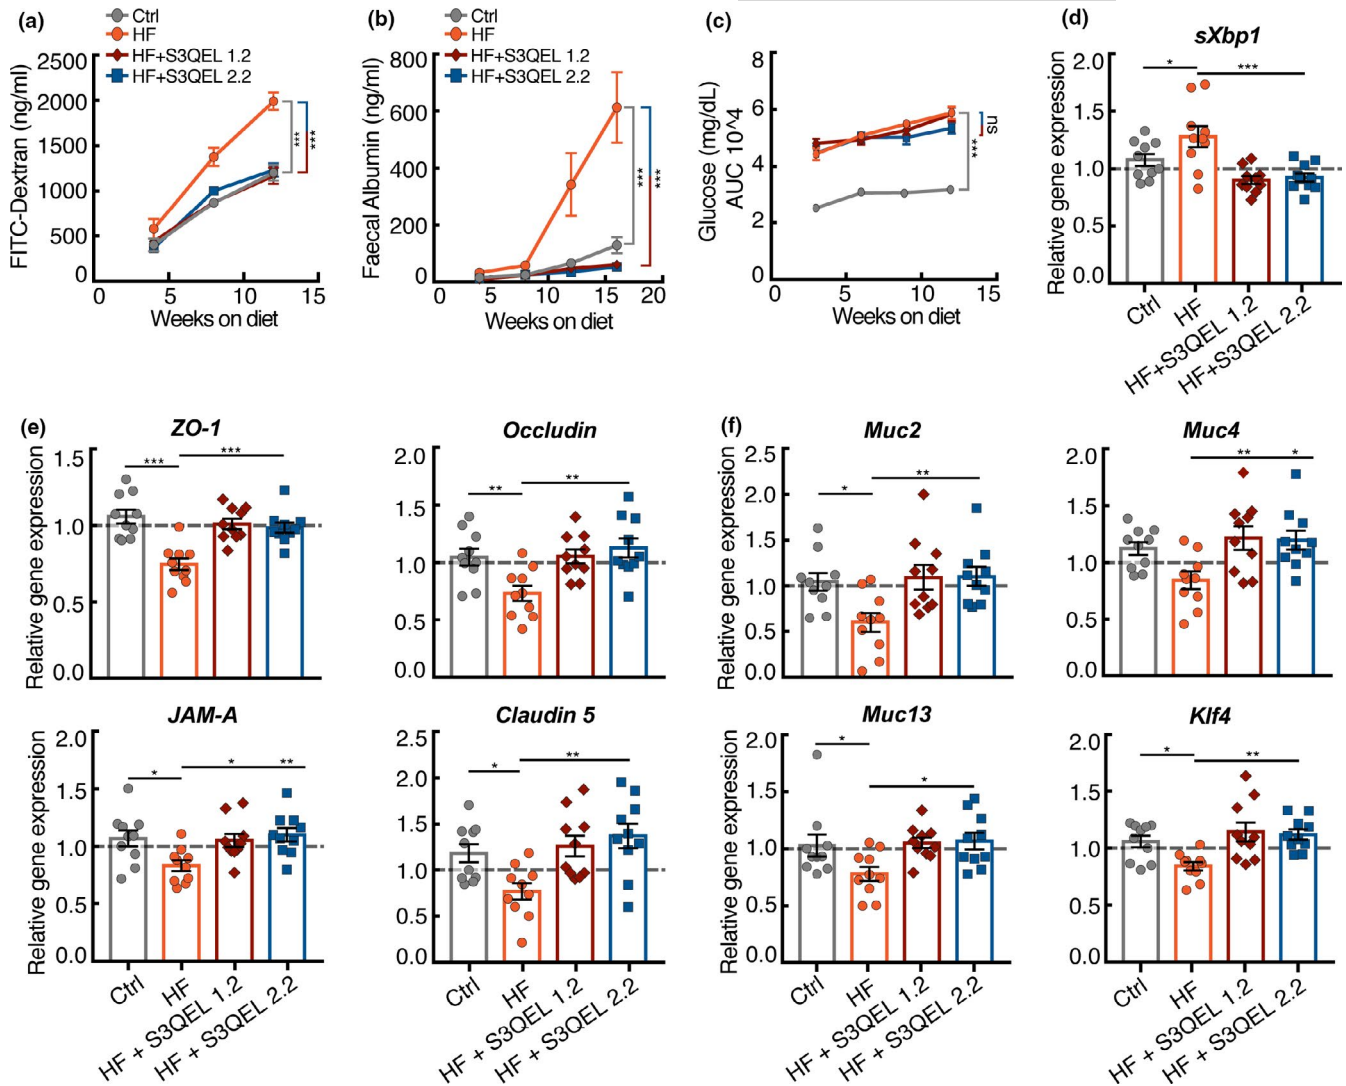 (a)
Ctrl
HF
HF+S3QEL 1.2
HF+S3QEL 2.2
FITC-Dextran (ng/ml)
2500
2000
1500
1000
500
0
0 5 10 15
Weeks on diet
***
***
(b)
Ctrl
HF
HF+S3QEL 1.2
HF+S3QEL 2.2
Faecal Albumin (ng/ml)
800
600
400
200
0
0 5 10 15 20
Weeks on diet
***
***
(c)
Glucose (mg/dL)
AUC 10^4
8
6
4
2
0
0 5 10 15
Weeks on diet
***
ns
(d)
sXbp1
Relative gene expression
2.0
1.5
1.0
0.5
0.0
* ***
Ctrl
HF
HF+S3QEL 1.2
HF+S3QEL 2.2
(e)
ZO-1
Relative gene expression
1.5
1.0
0.5
0.0
*** ***
Occludin
2.0
1.5
1.0
0.5
0.0
** **
(f)
Muc2
Relative gene expression
2.5
2.0
1.5
1.0
0.5
0.0
* **
Muc4
2.0
1.5
1.0
0.5
0.0
** *
JAM-A
Relative gene expression
2.0
1.5
1.0
0.5
0.0
* * **
Ctrl
HF
HF + S3QEL 1.2
HF + S3QEL 2.2
Claudin 5
2.5
2.0
1.5
1.0
0.5
0.0
* **
Ctrl
HF
HF + S3QEL 1.2
HF + S3QEL 2.2
Muc13
Relative gene expression
2.0
1.5
1.0
0.5
0.0
* *
Ctrl
HF
HF + S3QEL 1.2
HF + S3QEL 2.2
Klf4
2.0
1.5
1.0
0.5
0.0
* **
Ctrl
HF
HF + S3QEL 1.2
HF + S3QEL 2.2